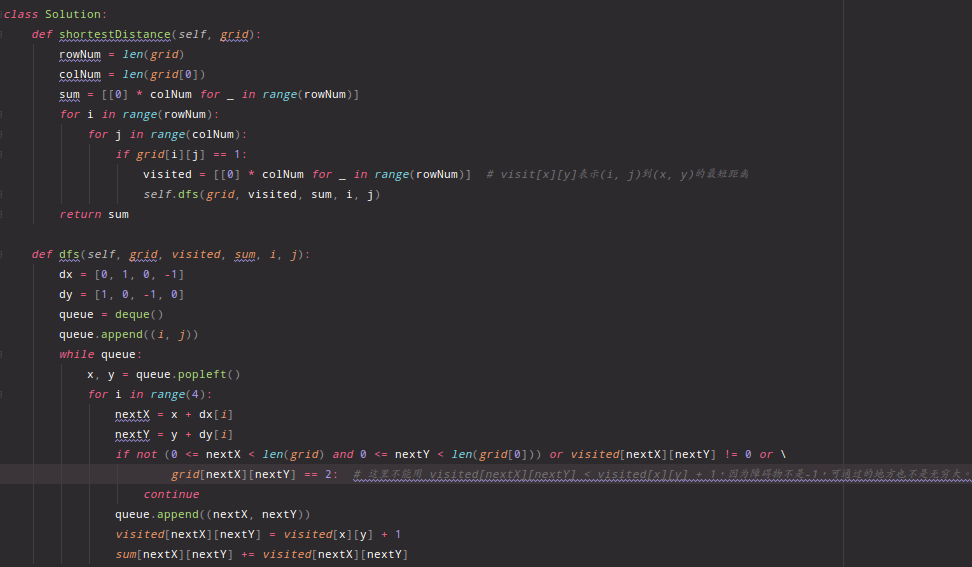 class Solution:
    def shortestDistance(self, grid):
        rowNum = len(grid)
        colNum = len(grid[0])
        sum = [[0] * colNum for _ in range(rowNum)]
        for i in range(rowNum):
            for j in range(colNum):
                if grid[i][j] == 1:
                    visited = [[0] * colNum for _ in range(rowNum)]  # visit[x][y]表示(i, j)到(x, y)的最短距离
                    self.dfs(grid, visited, sum, i, j)
        return sum
    def dfs(self, grid, visited, sum, i, j):
        dx = [0, 1, 0, -1]
        dy = [1, 0, -1, 0]
        queue = deque()
        queue.append((i, j))
        while queue:
            x, y = queue.popleft()
            for i in range(4):
                nextX = x + dx[i]
                nextY = y + dy[i]
                if not (0 <= nextX < len(grid) and 0 <= nextY < len(grid[0])) or visited[nextX][nextY] != 0 or \
                        grid[nextX][nextY] == 2:  # 这里不能用 visited[nextX][nextY] < visited[x][y] + 1，因为障碍物不是-1，可通过的地方也不是无穷大
                    continue
                queue.append((nextX, nextY))
                visited[nextX][nextY] = visited[x][y] + 1
                sum[nextX][nextY] += visited[nextX][nextY]